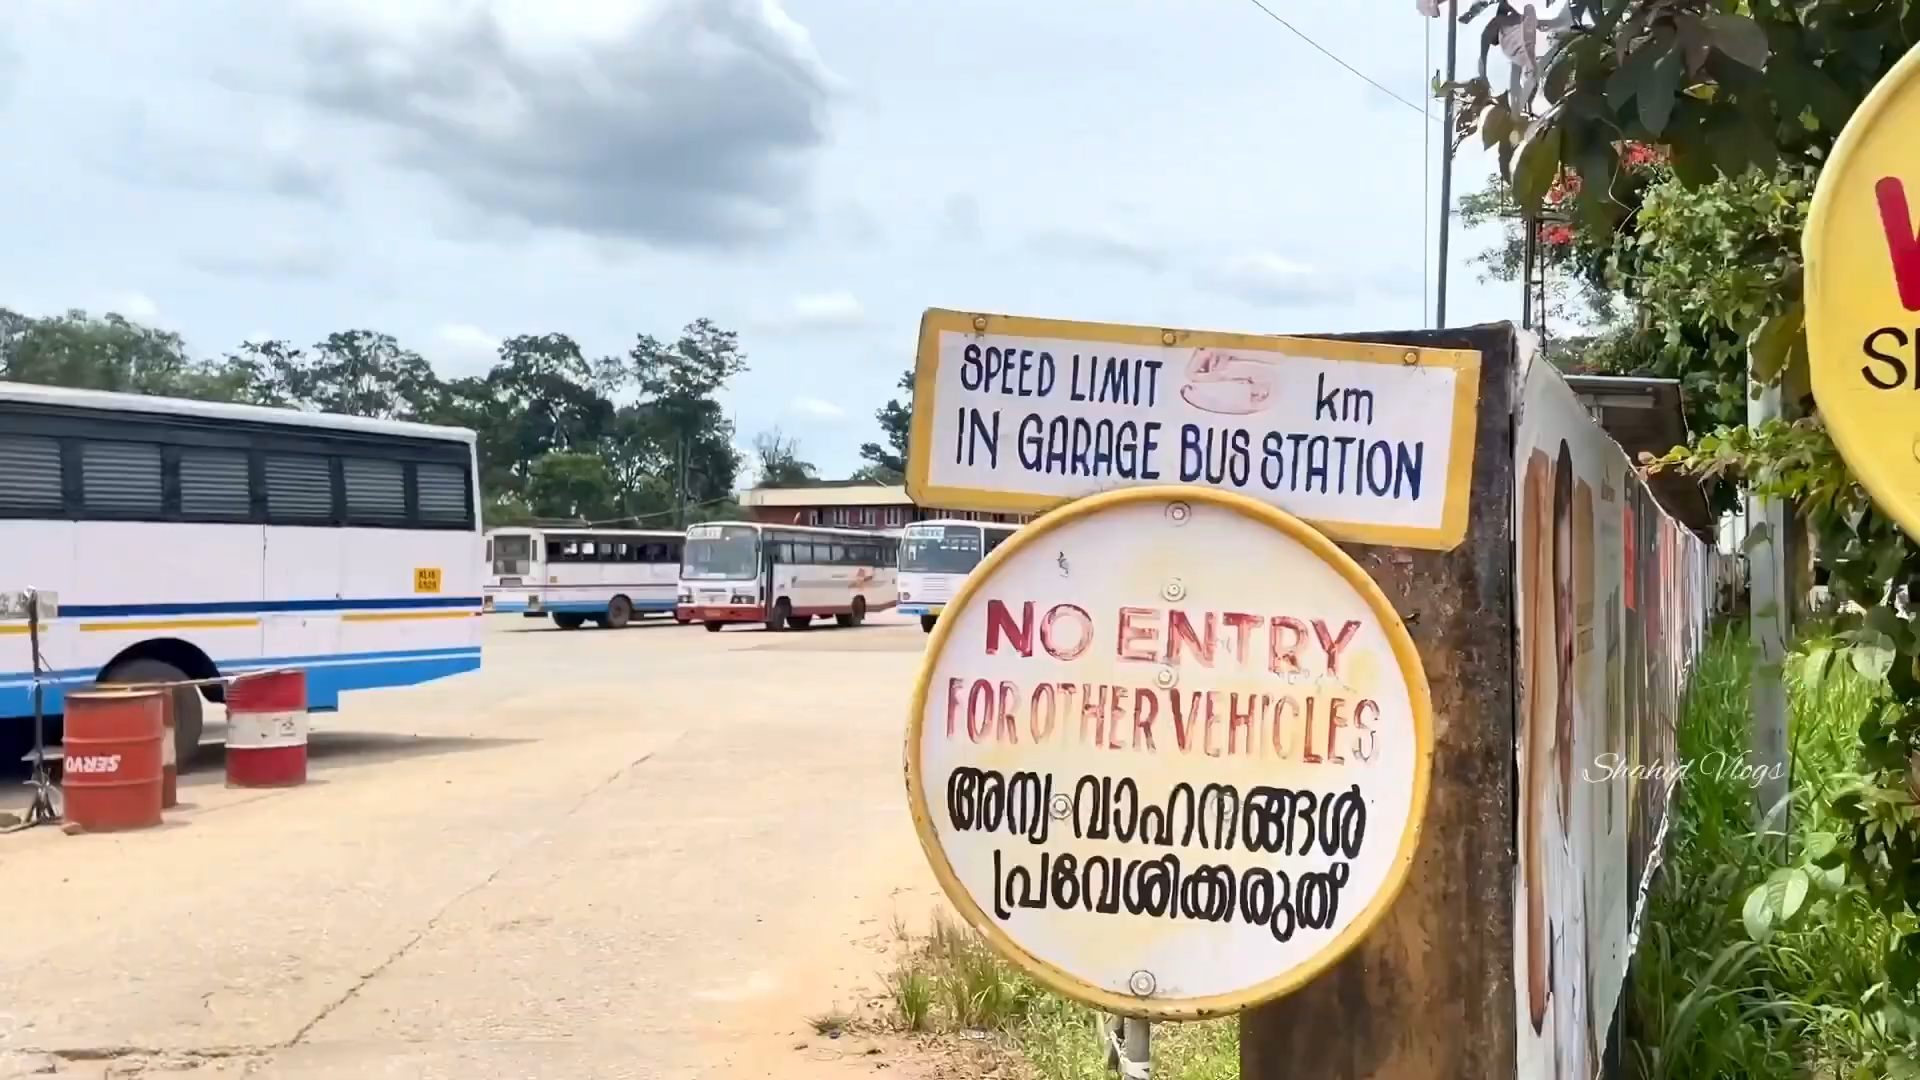 SPEED LIMIT km
IN GARAGE BUS STATION
NO ENTRY
FOR OTHER VEHICLES
അന്യ വാഹനങ്ങൾ
പ്രവേശിക്കരുത്
SERVO
Shahid Vlogs